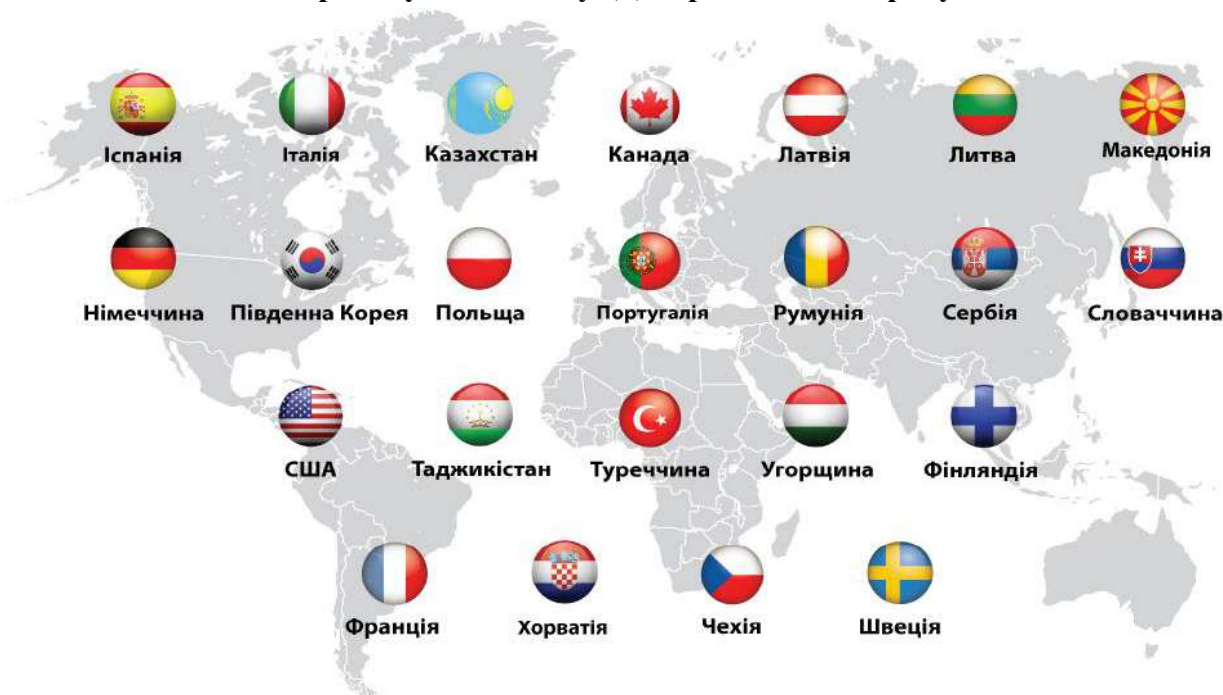 Іспанія Італія Казахстан Канада Латвія Литва Македонія
Німеччина Південна Корея Польща Португалія Румунія Сербія Словаччина
США Таджикістан Туреччина Угорщина Фінляндія
Франція Хорватія Чехія Швеція